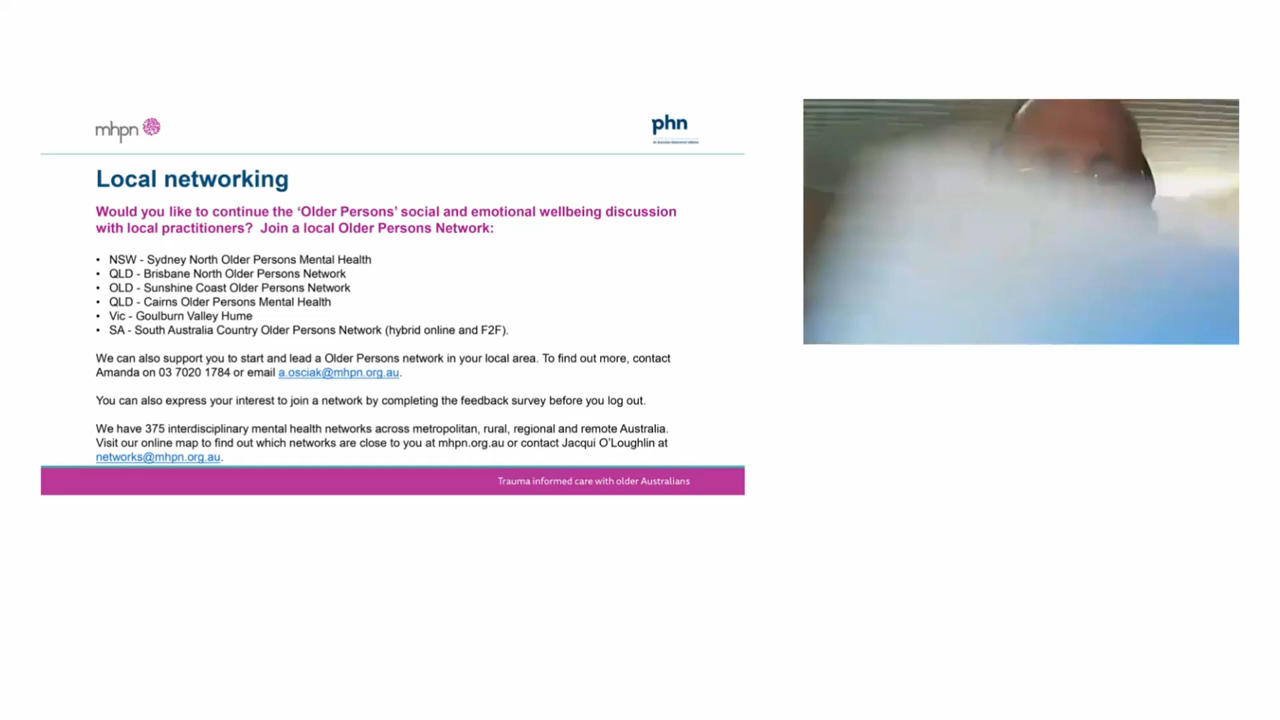 mhpn
phn
Local networking
Would you like to continue the ‘Older Persons’ social and emotional wellbeing discussion
with local practitioners? Join a local Older Persons Network:
• NSW - Sydney North Older Persons Mental Health
• QLD - Brisbane North Older Persons Network
• OLD - Sunshine Coast Older Persons Network
• QLD - Cairns Older Persons Mental Health
• Vic - Goulburn Valley Hume
• SA - South Australia Country Older Persons Network (hybrid online and F2F).
We can also support you to start and lead a Older Persons network in your local area. To find out more, contact
Amanda on 03 7020 1784 or email a.osciak@mhpn.org.au.
You can also express your interest to join a network by completing the feedback survey before you log out.
We have 375 interdisciplinary mental health networks across metropolitan, rural, regional and remote Australia.
Visit our online map to find out which networks are close to you at mhpn.org.au or contact Jacqui O’Loughlin at
networks@mhpn.org.au.
Trauma informed care with older Australians